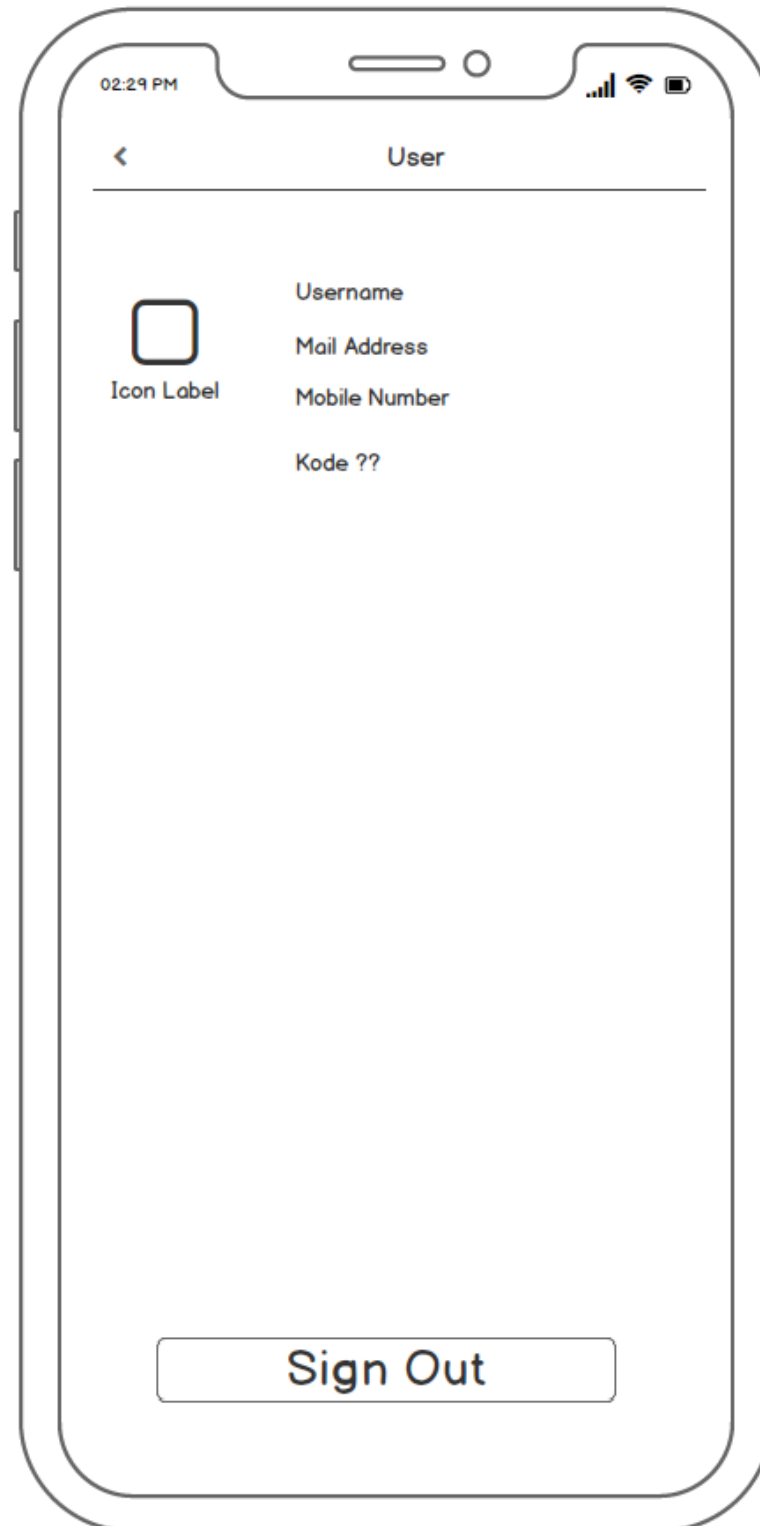 02:29 PM
User
Username
Mail Address
Icon Label
Mobile Number
Kode ??
Sign Out